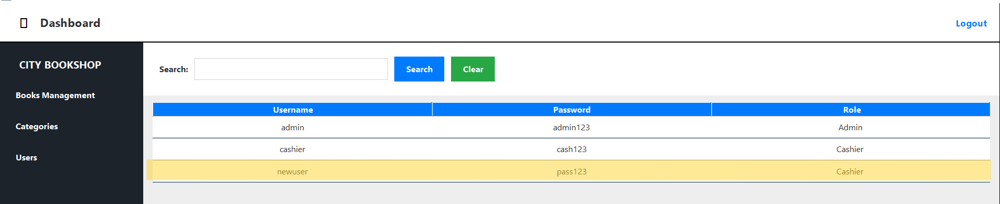 Dashboard
Logout
CITY BOOKSHOP
Books Management
Categories
Users
Search:
Search
Clear
Username Password Role
admin admin123 Admin
cashier cash123 Cashier
newuser pass123 Cashier